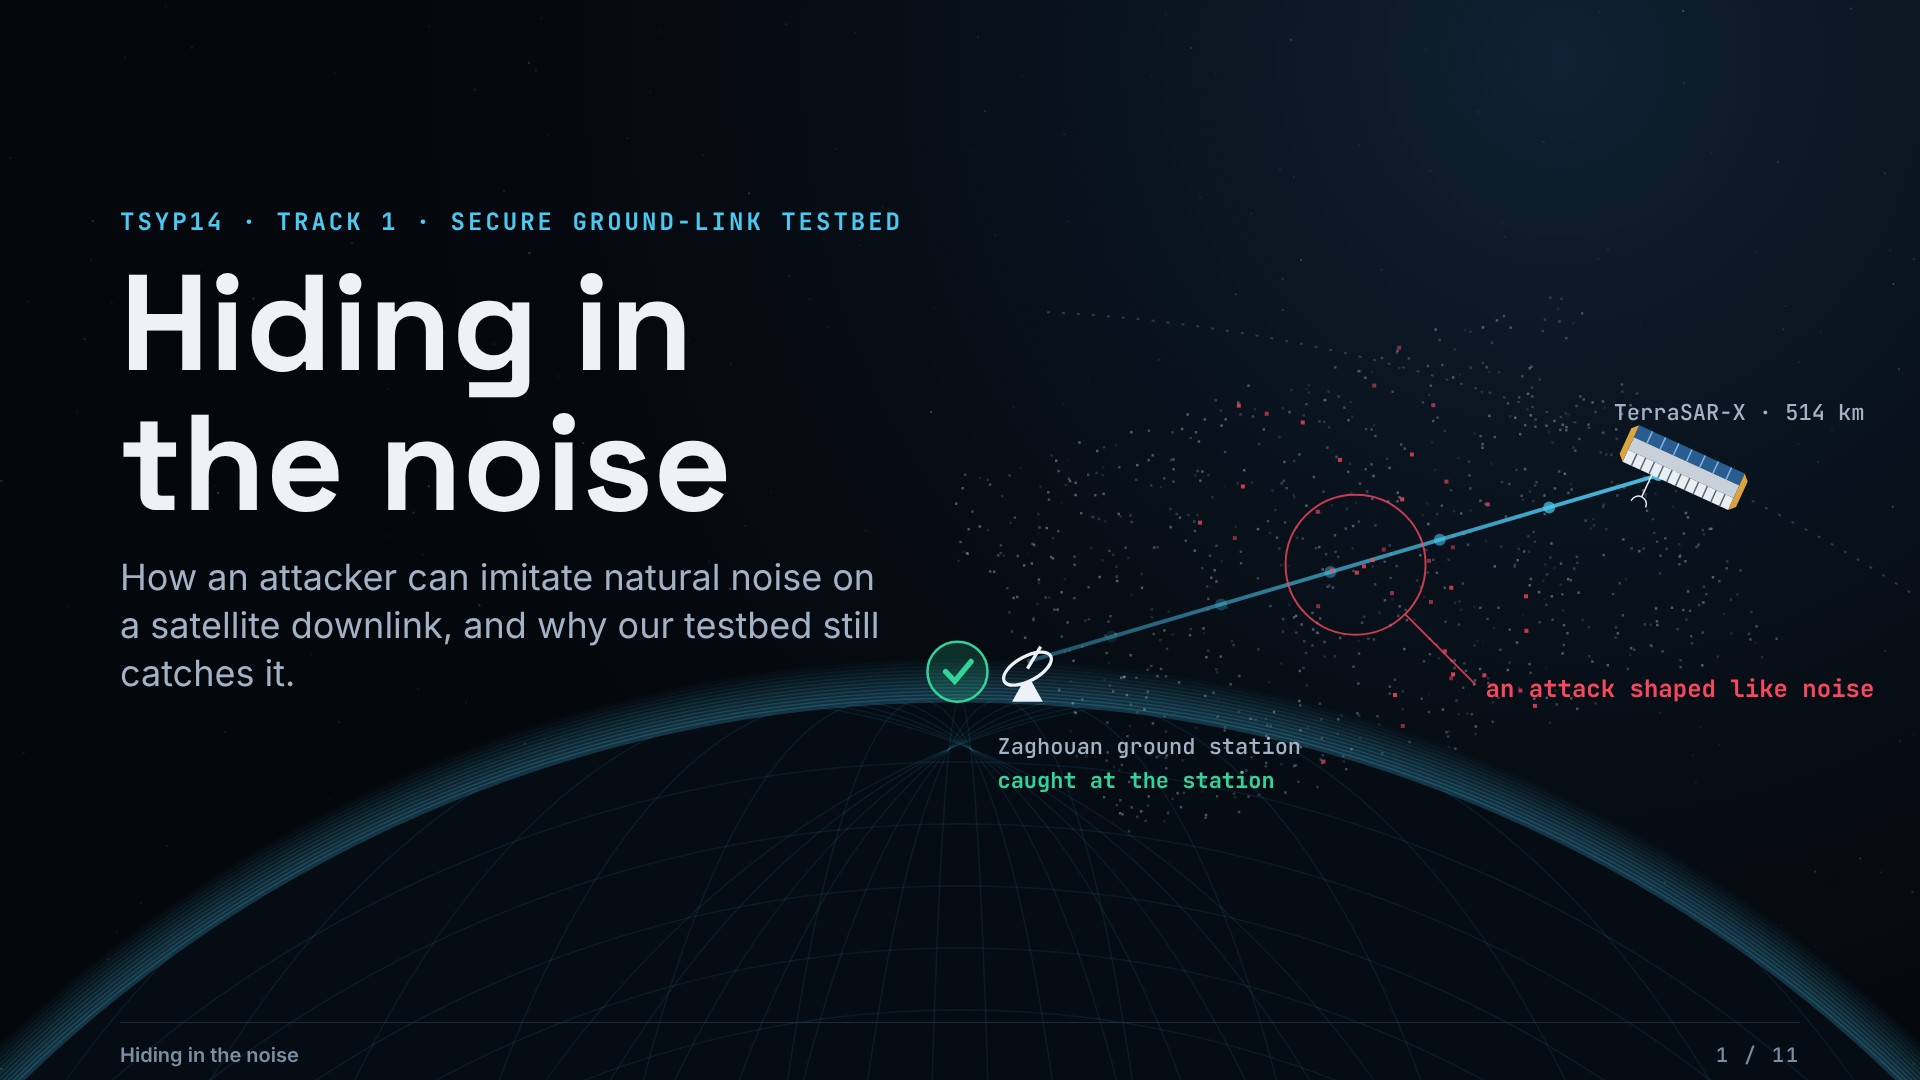 TSYP14 · TRACK 1 · SECURE GROUND-LINK TESTBED
Hiding in
the noise
How an attacker can imitate natural noise on
a satellite downlink, and why our testbed still
catches it.
TerraSAR-X · 514 km
an attack shaped like noise
Zaghouan ground station
caught at the station
Hiding in the noise
1 / 11